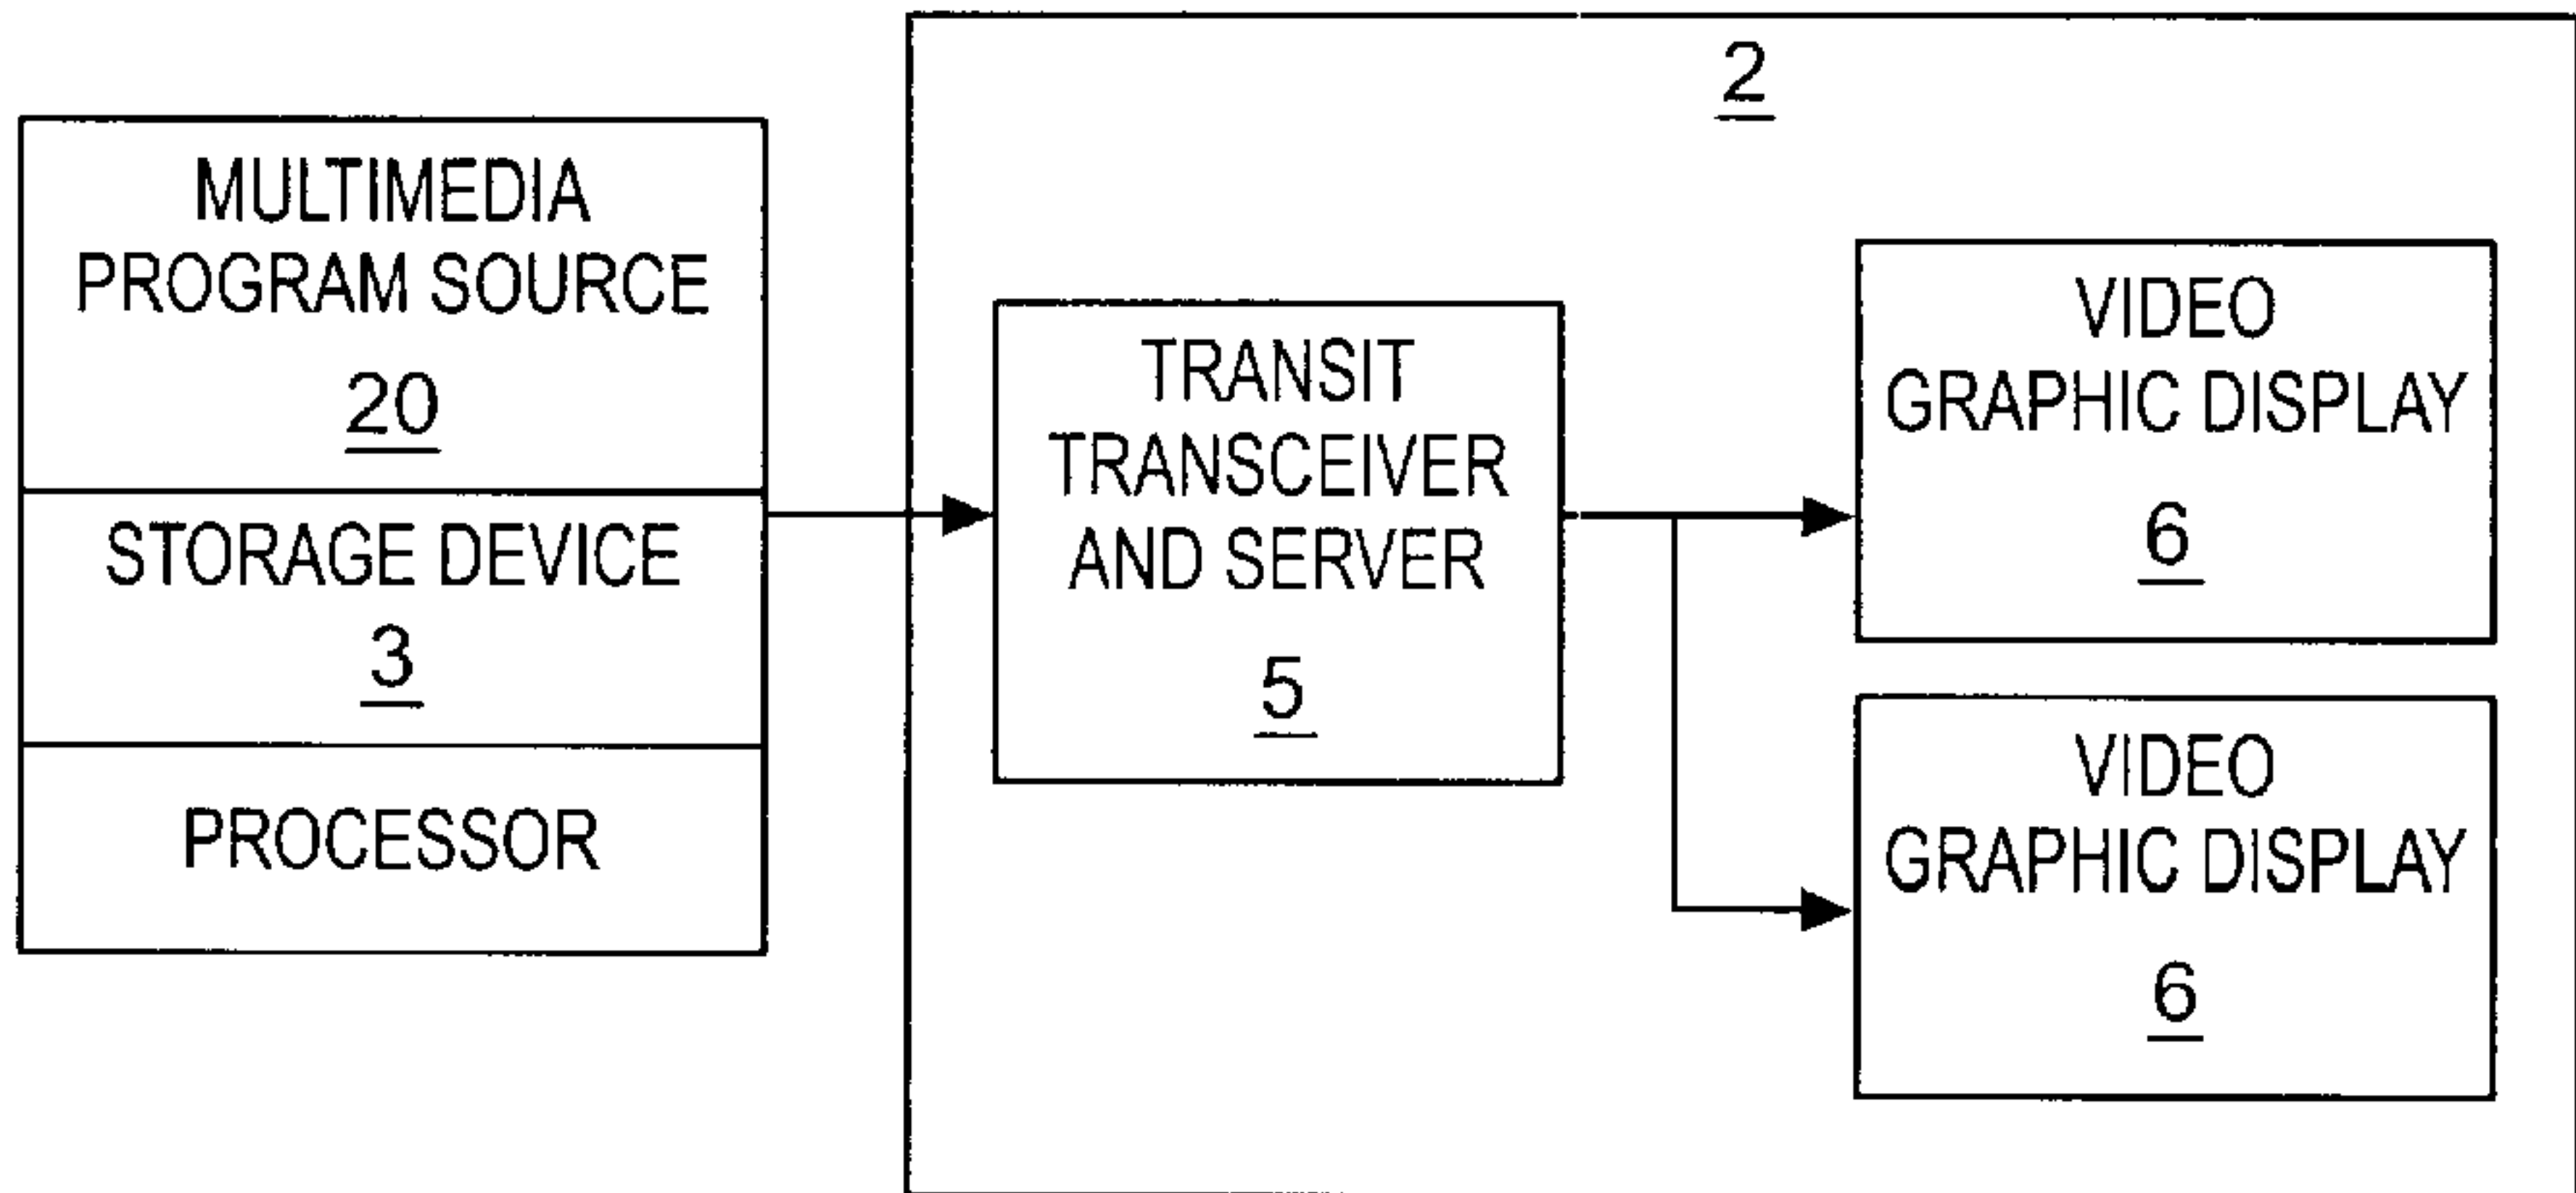 MULTIMEDIA
PROGRAM SOURCE
20
STORAGE DEVICE
3
PROCESSOR
2
TRANSIT
TRANSCEIVER
AND SERVER
5
VIDEO
GRAPHIC DISPLAY
6
VIDEO
GRAPHIC DISPLAY
6